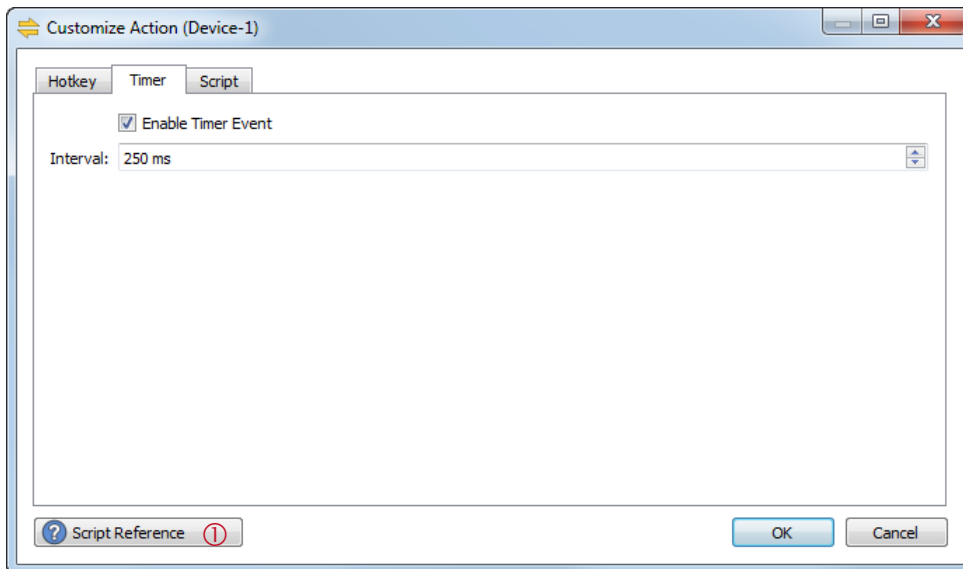 Customize Action (Device-1)
Hotkey Timer Script
Enable Timer Event
Interval: 250 ms
? Script Reference ①
OK Cancel